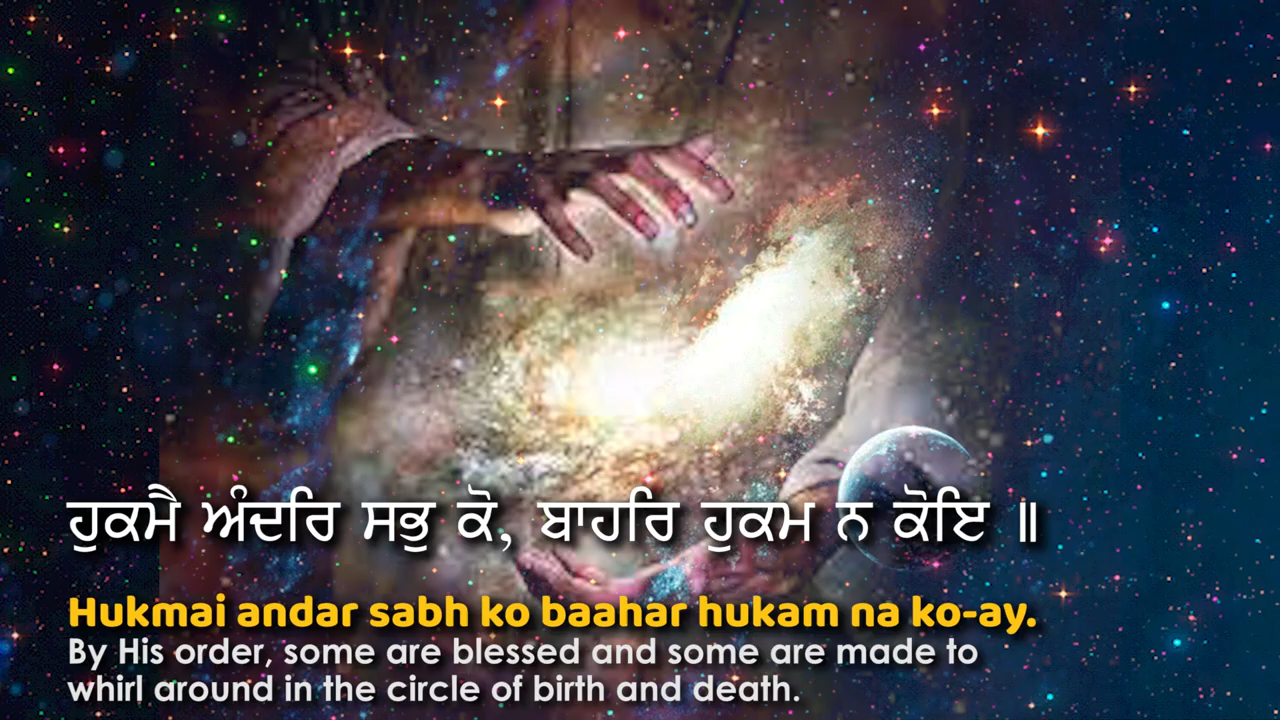 ਹੁਕਮੈ ਅੰਦਰਿ ਸਭੁ ਕੋ, ਬਾਹਰਿ ਹੁਕਮ ਨ ਕੋਇ ॥
Hukmai andar sabh ko baahar hukam na ko-ay.
By His order, some are blessed and some are made to
whirl around in the circle of birth and death.